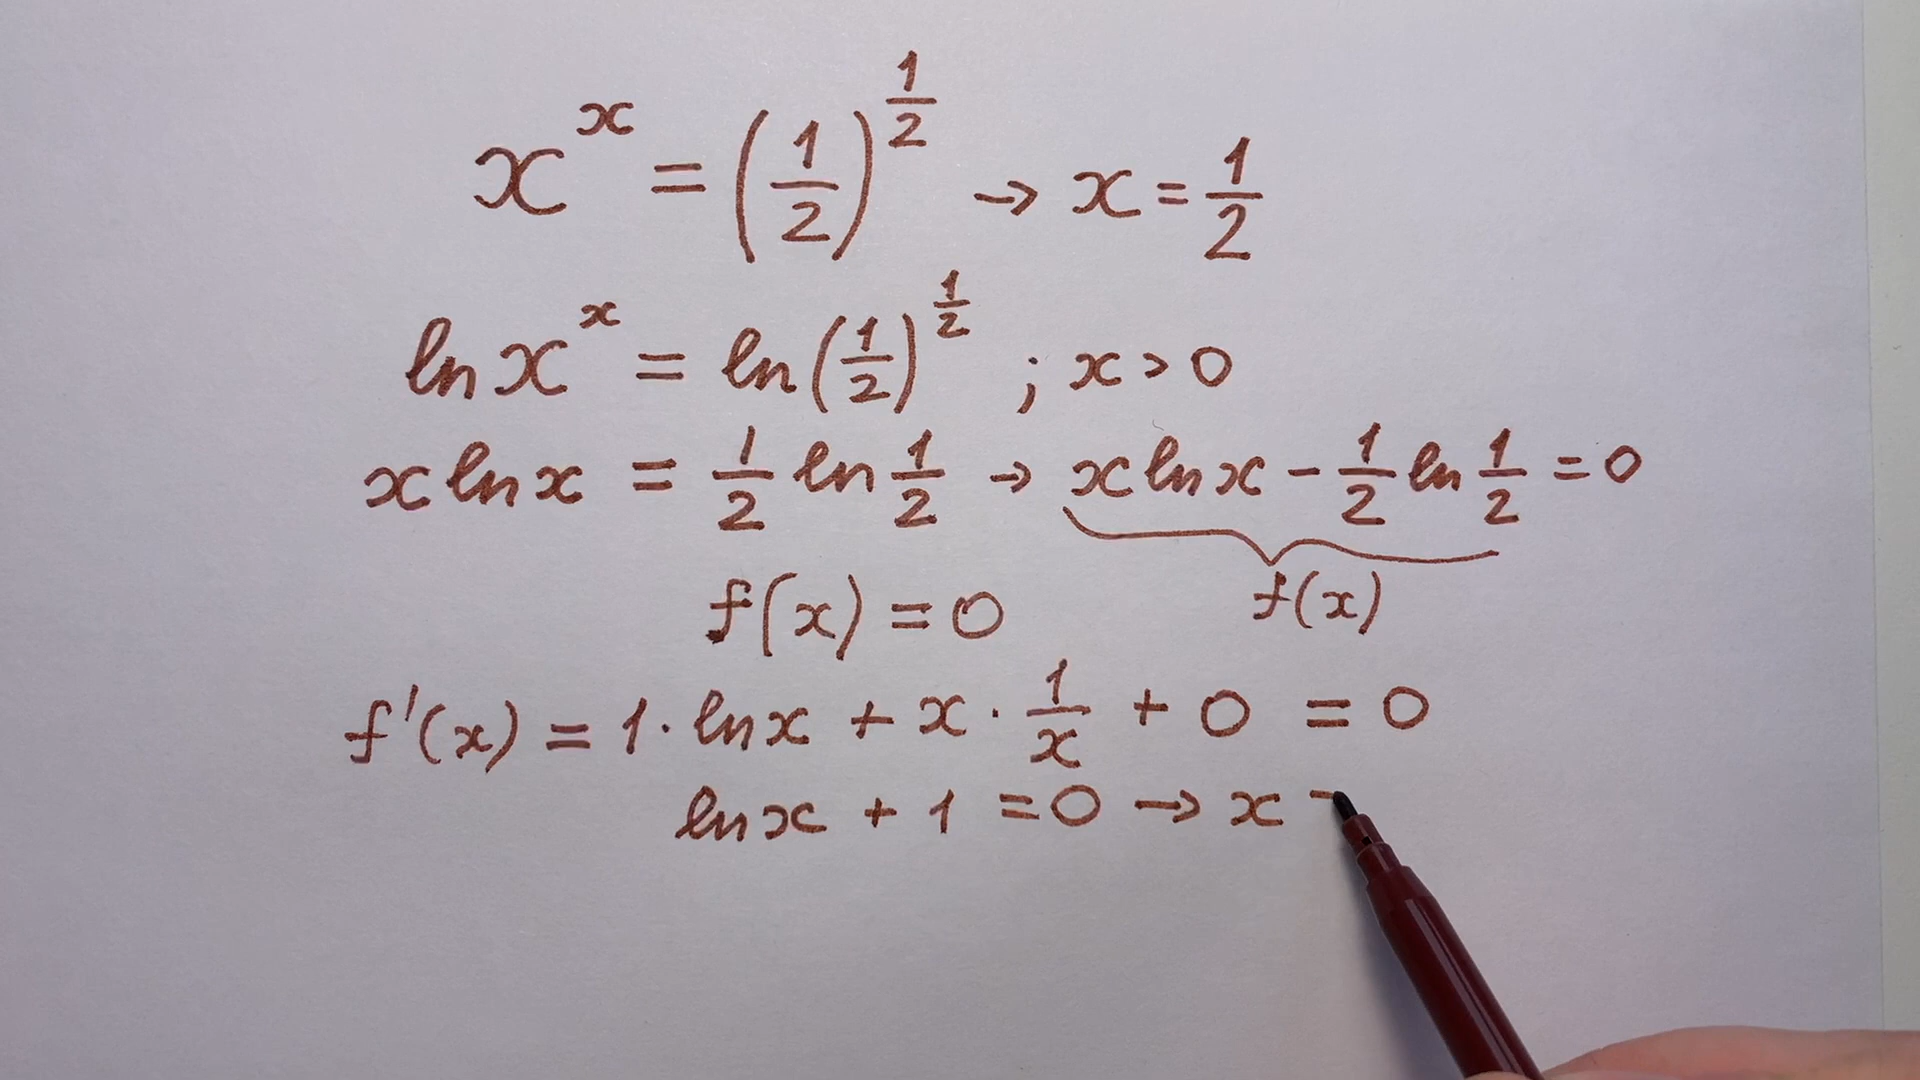 x^x = (1/2)^(1/2) → x = 1/2
ln x^x = ln(1/2)^(1/2) ; x > 0
x ln x = 1/2 ln 1/2 → x ln x - 1/2 ln 1/2 = 0
f(x) = 0 f(x)
f'(x) = 1 · ln x + x · 1/x + 0 = 0
ln x + 1 = 0 → x -